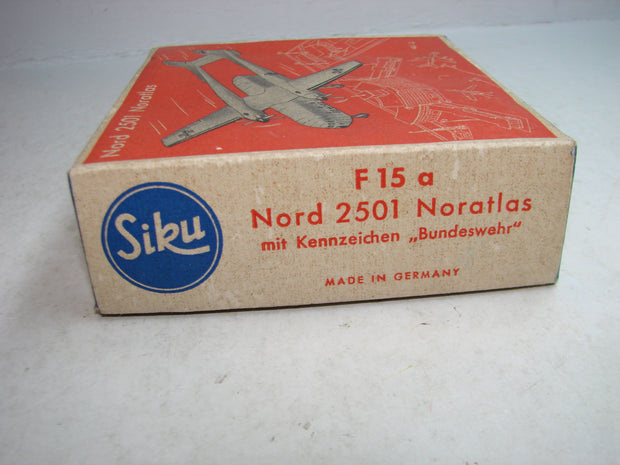 Nord 2501 Noratlas
Siku
F 15 a
Nord 2501 Noratlas
mit Kennzeichen „Bundeswehr"
MADE IN GERMANY